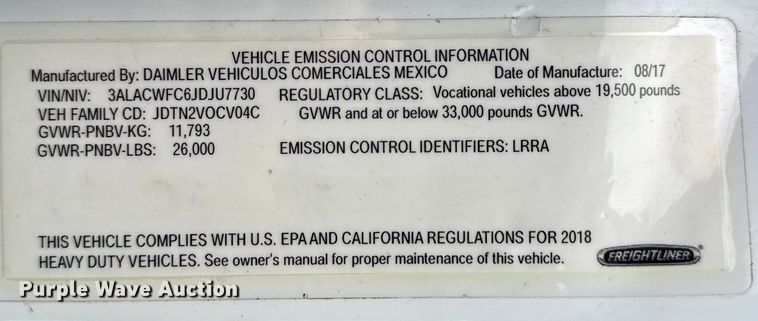 VEHICLE EMISSION CONTROL INFORMATION
Manufactured By: DAIMLER VEHICULOS COMERCIALES MEXICO Date of Manufacture: 08/17
VIN/NIV: 3ALACWFC6JDJU7730 REGULATORY CLASS: Vocational vehicles above 19,500 pounds
VEH FAMILY CD: JDTN2VOCV04C GVWR and at or below 33,000 pounds GVWR.
GVWR-PNBV-KG: 11,793
GVWR-PNBV-LBS: 26,000 EMISSION CONTROL IDENTIFIERS: LRRA
THIS VEHICLE COMPLIES WITH U.S. EPA AND CALIFORNIA REGULATIONS FOR 2018
HEAVY DUTY VEHICLES. See owner's manual for proper maintenance of this vehicle.
FREIGHTLINER
Purple Wave Auction